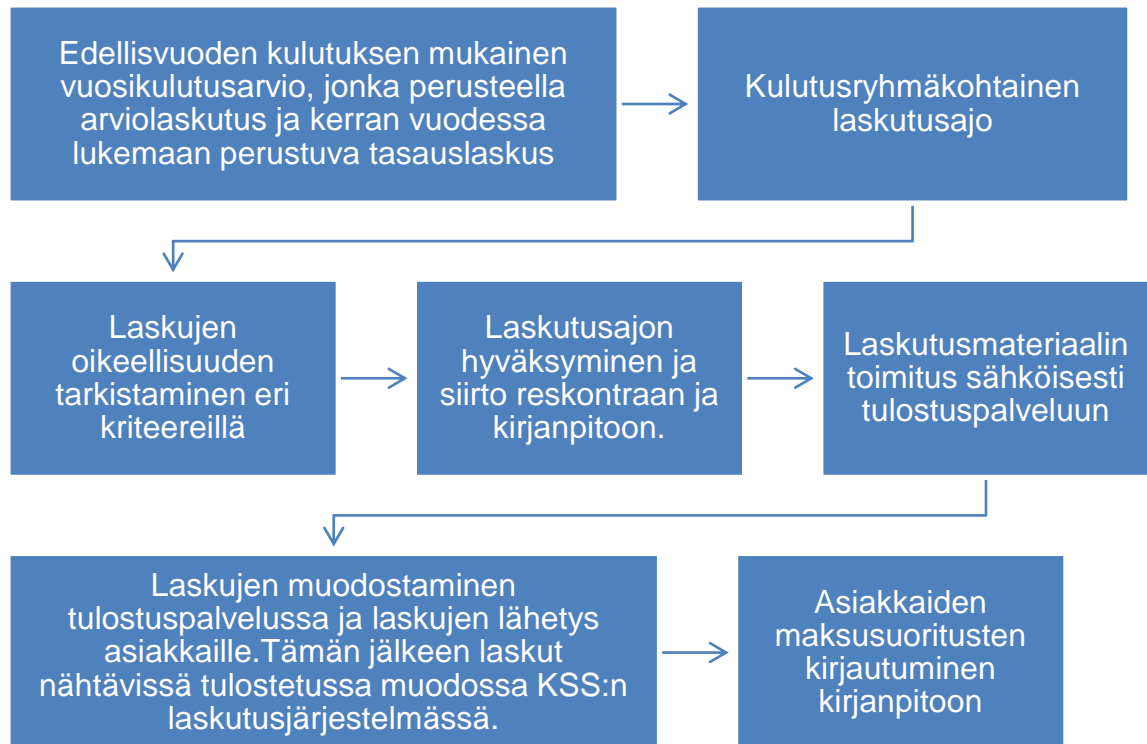 Edellisvuoden kulutuksen mukainen
vuosikulutusarvio, jonka perusteella
arviolaskutus ja kerran vuodessa
lukemaan perustuva tasauslaskus
Kulutusryhmäkohtainen
laskutusajo
Laskujen
oikeellisuuden
tarkistaminen eri
kriteereillä
Laskutusajon
hyväksyminen ja
siirto reskontraan ja
kirjanpitoon.
Laskutusmateriaalin
toimitus sähköisesti
tulostuspalveluun
Laskujen muodostaminen
tulostuspalvelussa ja laskujen lähetys
asiakkaille.Tämän jälkeen laskut
nähtävissä tulostetussa muodossa KSS:n
laskutusjärjestelmässä.
Asiakkaiden
maksusuoritusten
kirjautuminen
kirjanpitoon